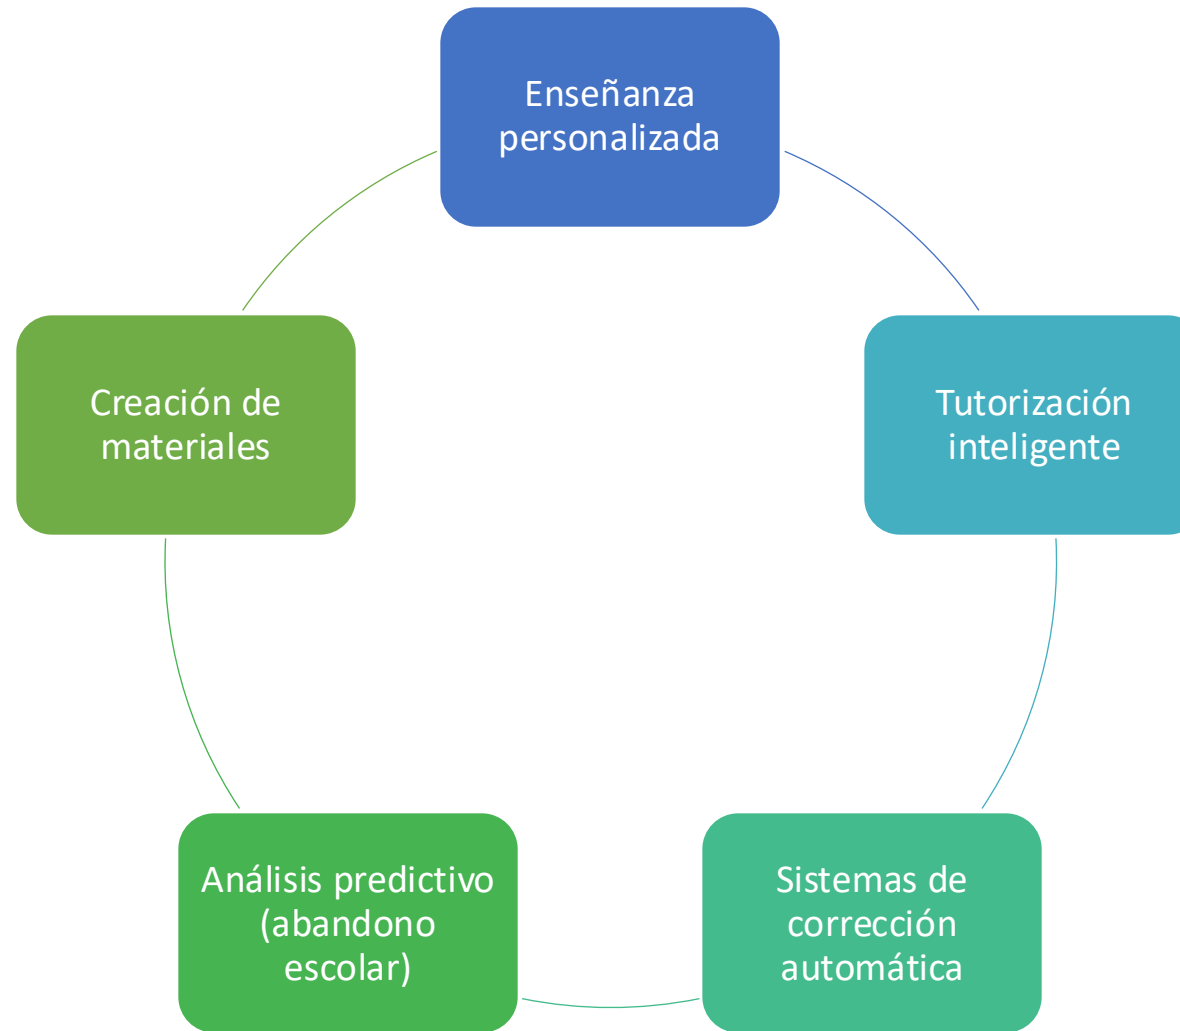 Enseñanza
personalizada
Tutorización
inteligente
Sistemas de
corrección
automática
Análisis predictivo
(abandono
escolar)
Creación de
materiales